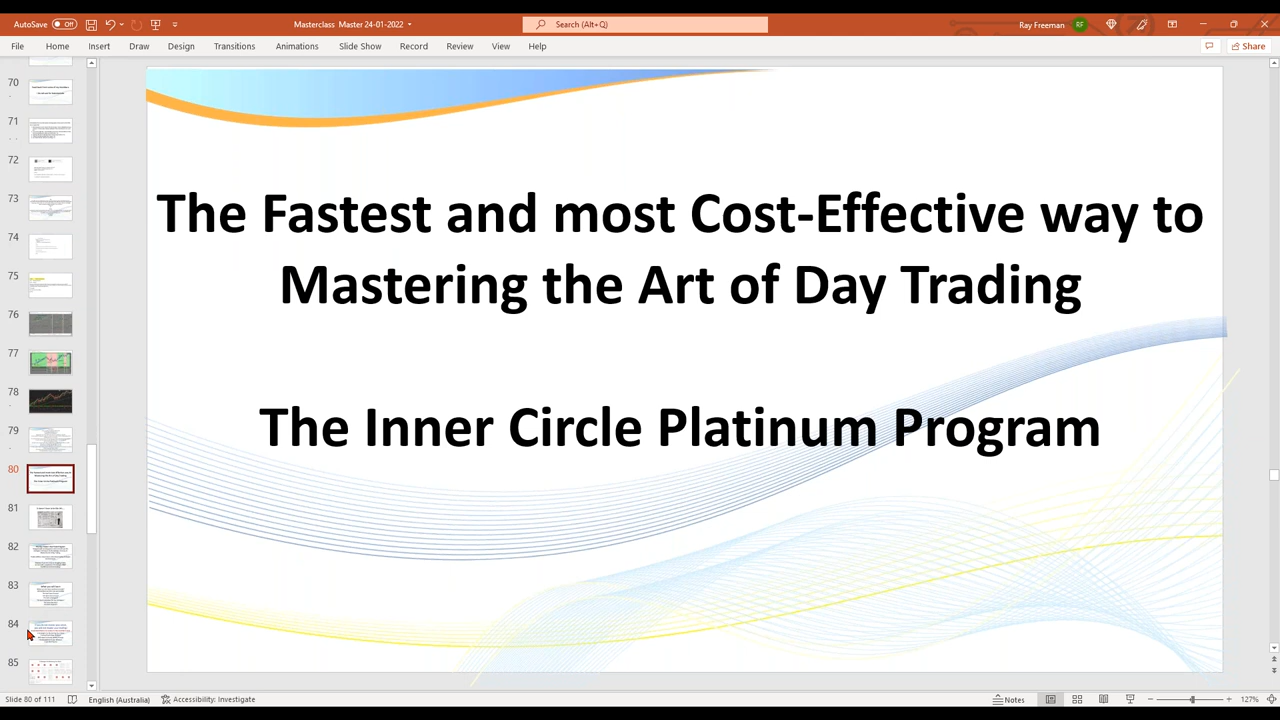 AutoSave Off
Masterclass Master 24-01-2022
Search (Alt+Q)
Ray Freeman RF
File Home Insert Draw Design Transitions Animations Slide Show Record Review View Help
Share
70
71
72
73
74
75
76
77
78
79
80
81
82
83
84
85
The Fastest and most Cost-Effective way to
Mastering the Art of Day Trading
The Inner Circle Platinum Program
Slide 80 of 111 English (Australia) Accessibility: Investigate Notes 127%